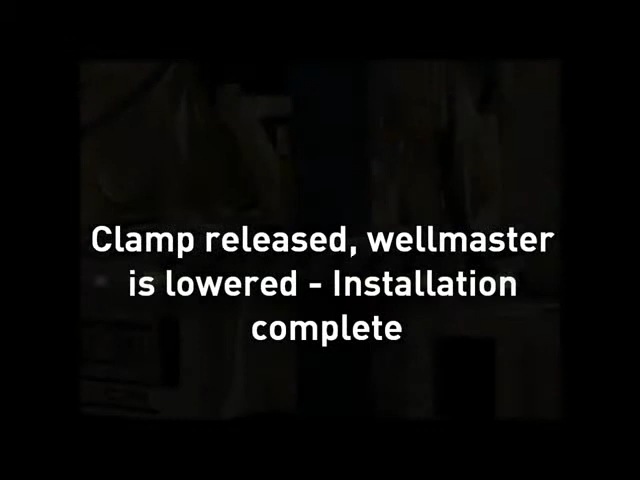 Clamp released, wellmaster
is lowered - Installation
complete